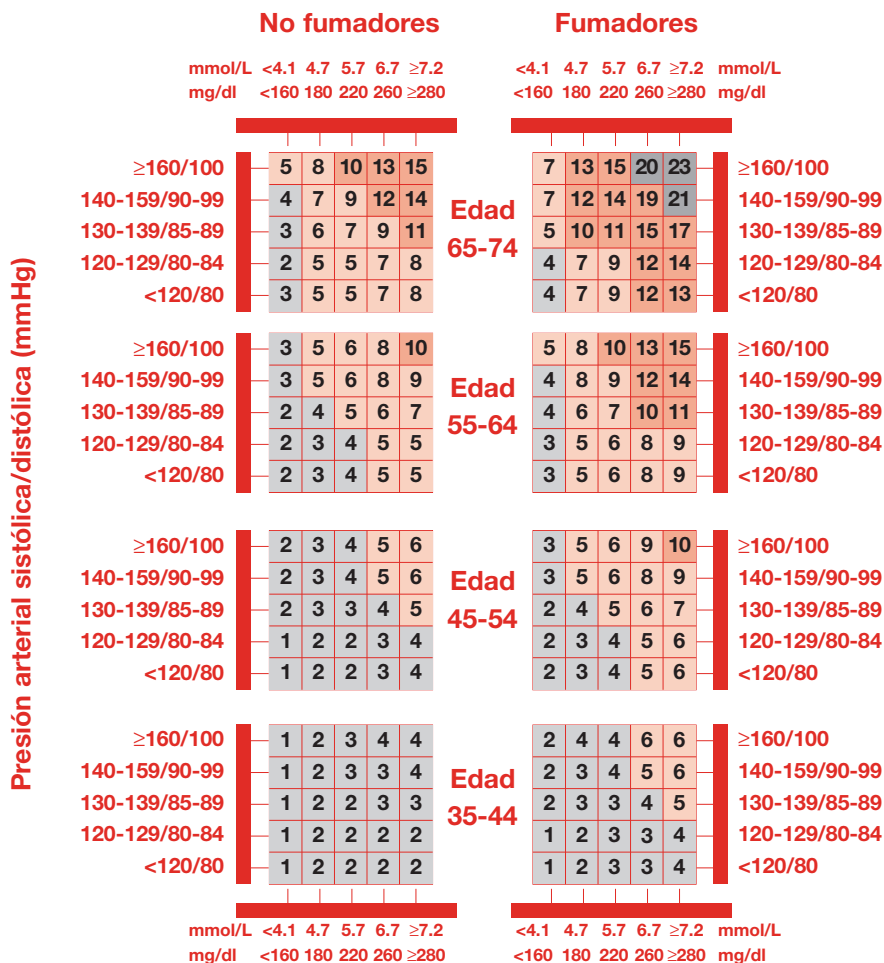 No fumadores Fumadores
mmol/L <4.1 4.7 5.7 6.7 ≥7.2 <4.1 4.7 5.7 6.7 ≥7.2 mmol/L
mg/dl <160 180 220 260 ≥280 <160 180 220 260 ≥280 mg/dl
Presión arterial sistólica/distólica (mmHg)
≥160/100 5 8 10 13 15 7 13 15 20 23 ≥160/100
140-159/90-99 4 7 9 12 14 Edad 7 12 14 19 21 140-159/90-99
130-139/85-89 3 6 7 9 11 65-74 5 10 11 15 17 130-139/85-89
120-129/80-84 2 5 5 7 8 4 7 9 12 14 120-129/80-84
<120/80 3 5 5 7 8 4 7 9 12 13 <120/80
≥160/100 3 5 6 8 10 5 8 10 13 15 ≥160/100
140-159/90-99 3 5 6 8 9 Edad 4 8 9 12 14 140-159/90-99
130-139/85-89 2 4 5 6 7 55-64 4 6 7 10 11 130-139/85-89
120-129/80-84 2 3 4 5 5 3 5 6 8 9 120-129/80-84
<120/80 2 3 4 5 5 3 5 6 8 9 <120/80
≥160/100 2 3 4 5 6 3 5 6 9 10 ≥160/100
140-159/90-99 2 3 4 5 6 Edad 3 5 6 8 9 140-159/90-99
130-139/85-89 2 3 3 4 5 45-54 2 4 5 6 7 130-139/85-89
120-129/80-84 1 2 2 3 4 2 3 4 5 6 120-129/80-84
<120/80 1 2 2 3 4 2 3 4 5 6 <120/80
≥160/100 1 2 3 4 4 2 4 4 6 6 ≥160/100
140-159/90-99 1 2 3 3 4 Edad 2 3 4 5 6 140-159/90-99
130-139/85-89 1 2 2 3 3 35-44 2 3 3 4 5 130-139/85-89
120-129/80-84 1 2 2 2 2 1 2 3 3 4 120-129/80-84
<120/80 1 2 2 2 2 1 2 3 3 4 <120/80
mmol/L <4.1 4.7 5.7 6.7 ≥7.2 <4.1 4.7 5.7 6.7 ≥7.2 mmol/L
mg/dl <160 180 220 260 ≥280 <160 180 220 260 ≥280 mg/dl